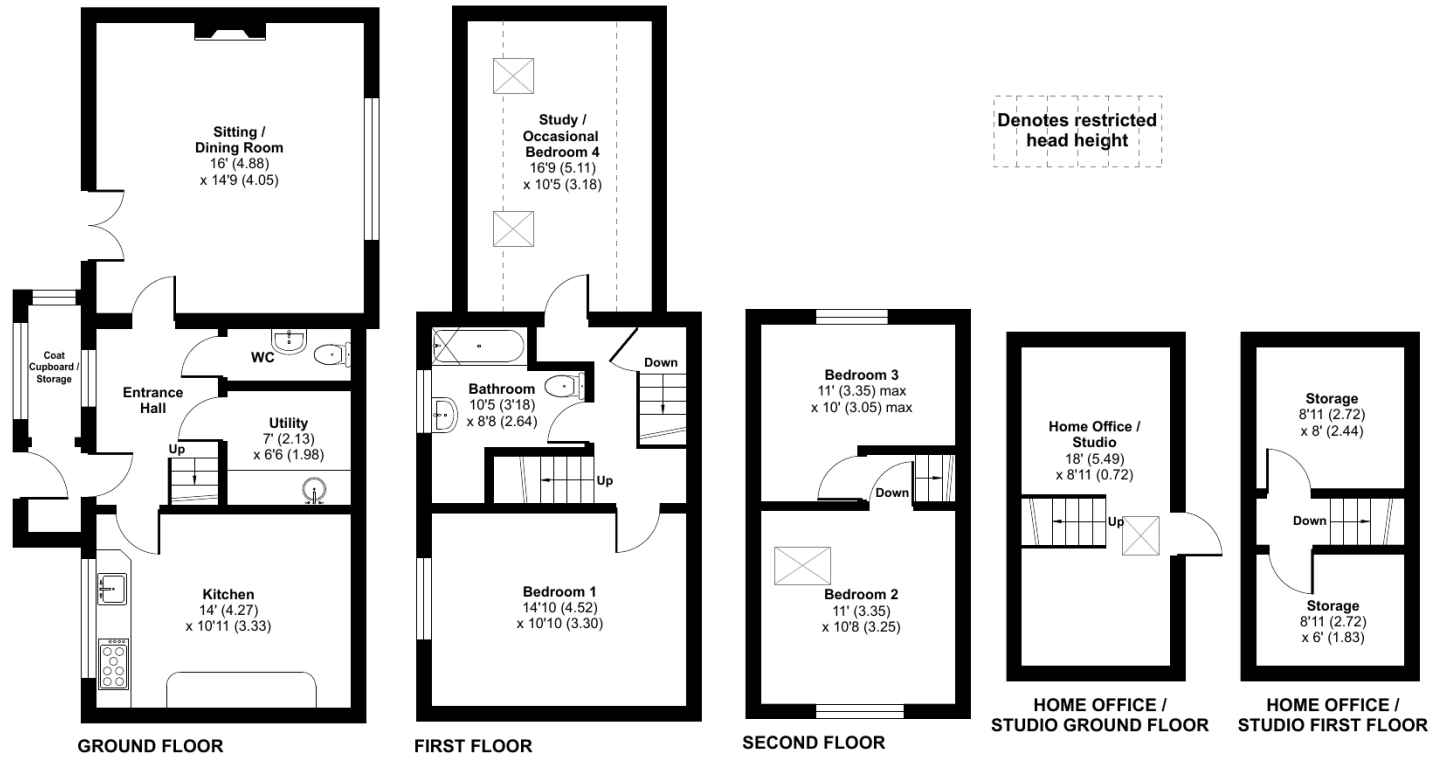 Sitting /
Dining Room
16' (4.88)
x 14'9 (4.05)
Coat
Cupboard /
Storage
WC
Entrance
Hall
Utility
7' (2.13)
x 6'6 (1.98)
Up
Kitchen
14' (4.27)
x 10'11 (3.33)
GROUND FLOOR
Study /
Occasional
Bedroom 4
16'9 (5.11)
x 10'5 (3.18)
Down
Bathroom
10'5 (3'18)
x 8'8 (2.64)
Up
Bedroom 1
14'10 (4.52)
x 10'10 (3.30)
FIRST FLOOR
Bedroom 3
11' (3.35) max
x 10' (3.05) max
Down
Bedroom 2
11' (3.35)
x 10'8 (3.25)
SECOND FLOOR
Denotes restricted
head height
Home Office /
Studio
18' (5.49)
x 8'11 (0.72)
Up
HOME OFFICE /
STUDIO GROUND FLOOR
Storage
8'11 (2.72)
x 8' (2.44)
Down
Storage
8'11 (2.72)
x 6' (1.83)
HOME OFFICE /
STUDIO FIRST FLOOR